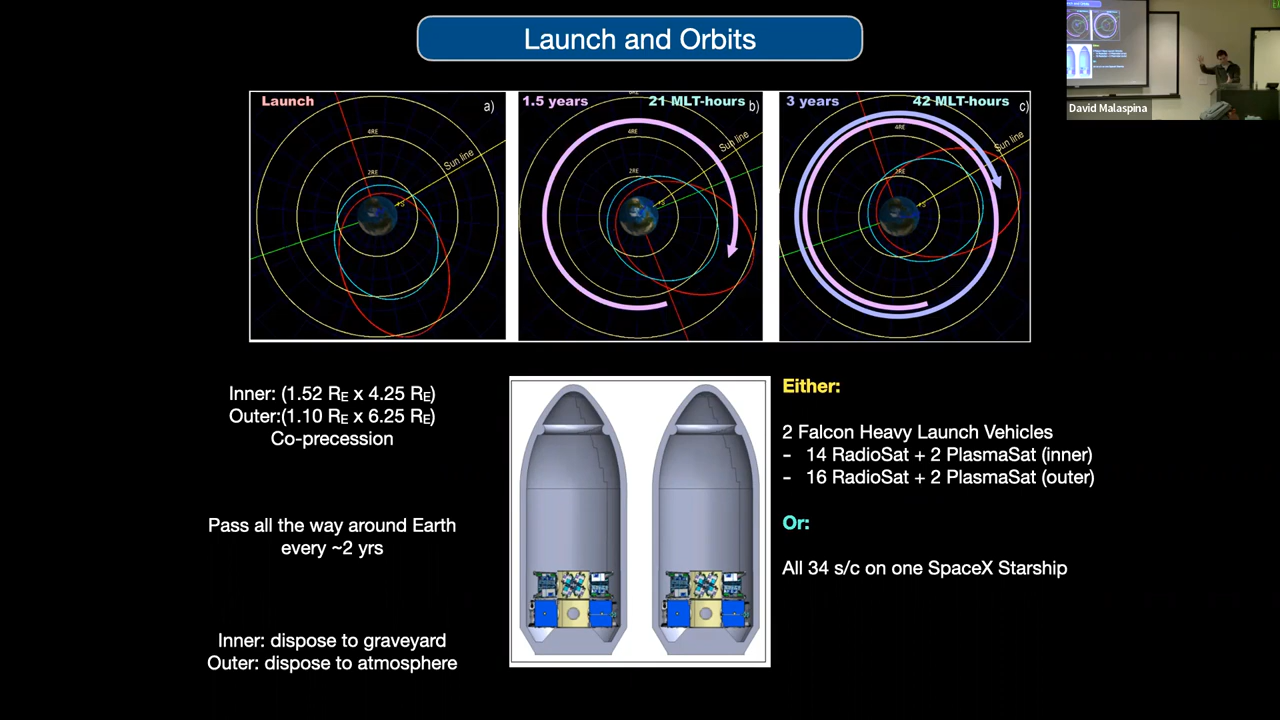 Launch and Orbits
Launch
a)
4RE
2RE
Sun line
+S
1.5 years
21 MLT-hours
b)
4RE
2RE
Sun line
3 years
42 MLT-hours
c)
4RE
2RE
Sun line
+S
Inner: (1.52 RE x 4.25 RE)
Outer:(1.10 RE x 6.25 RE)
Co-precession
Pass all the way around Earth
every ~2 yrs
Inner: dispose to graveyard
Outer: dispose to atmosphere
Either:
2 Falcon Heavy Launch Vehicles
- 14 RadioSat + 2 PlasmaSat (inner)
- 16 RadioSat + 2 PlasmaSat (outer)
Or:
All 34 s/c on one SpaceX Starship
David Malaspina